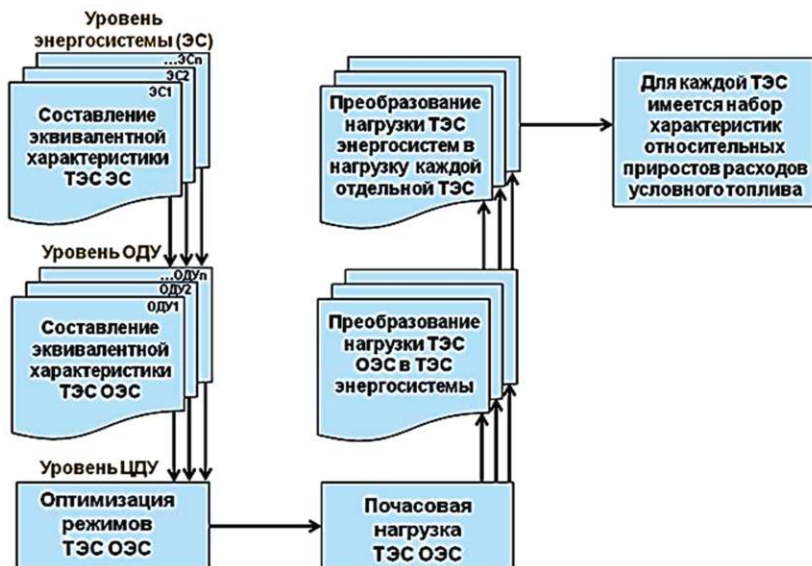 Уровень
энергосистемы (ЭС)
...ЭСn
ЭС2
ЭС1
Составление
эквивалентной
характеристики
ТЭС ЭС
Уровень ОДУ
...ОДУn
ОДУ2
ОДУ1
Составление
эквивалентной
характеристики
ТЭС ОЭС
Уровень ЦДУ
Оптимизация
режимов
ТЭС ОЭС
Почасовая
нагрузка
ТЭС ОЭС
Преобразование
нагрузки ТЭС
ОЭС в ТЭС
энергосистемы
Преобразование
нагрузки ТЭС
энергосистем в
нагрузку каждой
отдельной ТЭС
Для каждой ТЭС
имеется набор
характеристик
относительных
приростов расходов
условного топлива